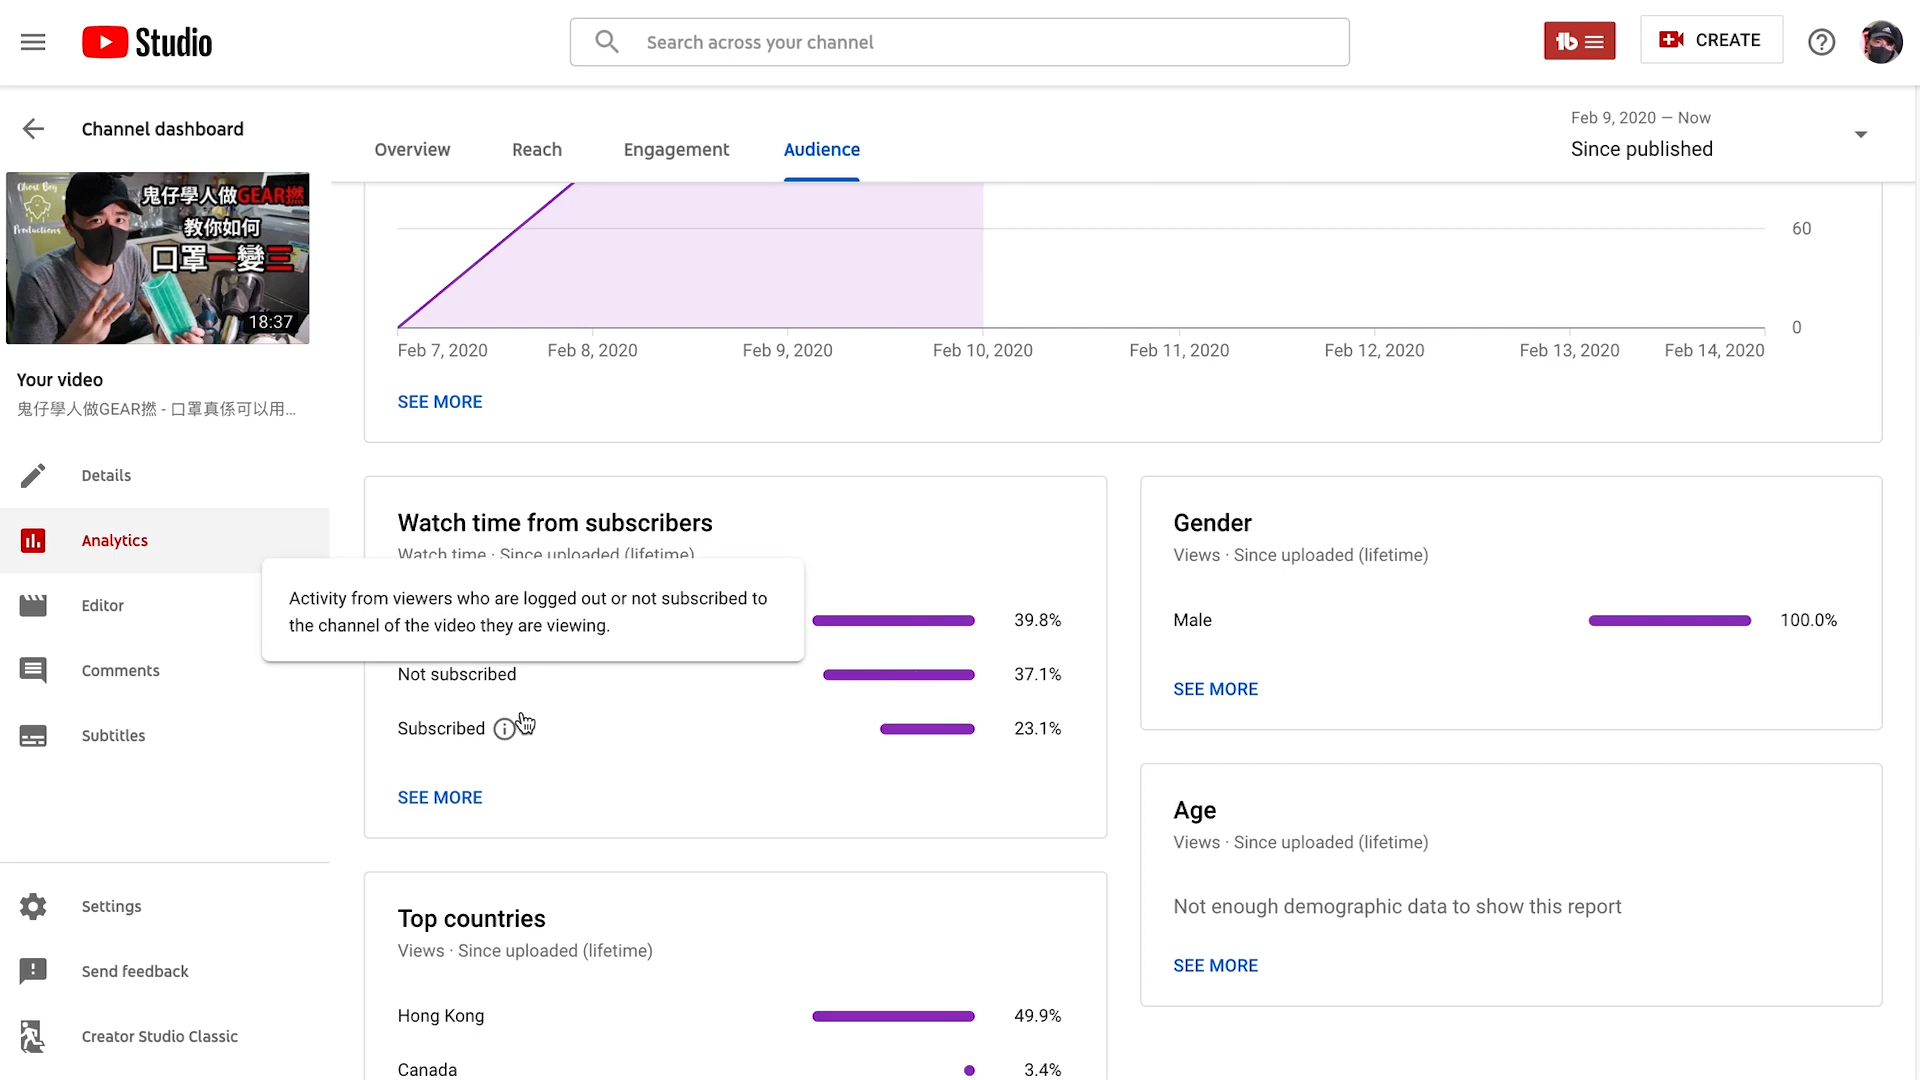 Studio
Search across your channel
CREATE
Channel dashboard
Overview
Reach
Engagement
Audience
Feb 9, 2020 – Now
Since published
Ghost Boy
Productions
鬼仔學人做GEAR撚
教你如何
口罩一變三
18:37
60
0
Feb 7, 2020
Feb 8, 2020
Feb 9, 2020
Feb 10, 2020
Feb 11, 2020
Feb 12, 2020
Feb 13, 2020
Feb 14, 2020
SEE MORE
Your video
鬼仔學人做GEAR撚 - 口罩真係可以用...
Details
Analytics
Editor
Comments
Subtitles
Settings
Send feedback
Creator Studio Classic
Watch time from subscribers
Watch time · Since uploaded (lifetime)
Activity from viewers who are logged out or not subscribed to
the channel of the video they are viewing.
39.8%
Not subscribed
37.1%
Subscribed
23.1%
SEE MORE
Gender
Views · Since uploaded (lifetime)
Male
100.0%
SEE MORE
Age
Views · Since uploaded (lifetime)
Not enough demographic data to show this report
SEE MORE
Top countries
Views · Since uploaded (lifetime)
Hong Kong
49.9%
Canada
3.4%